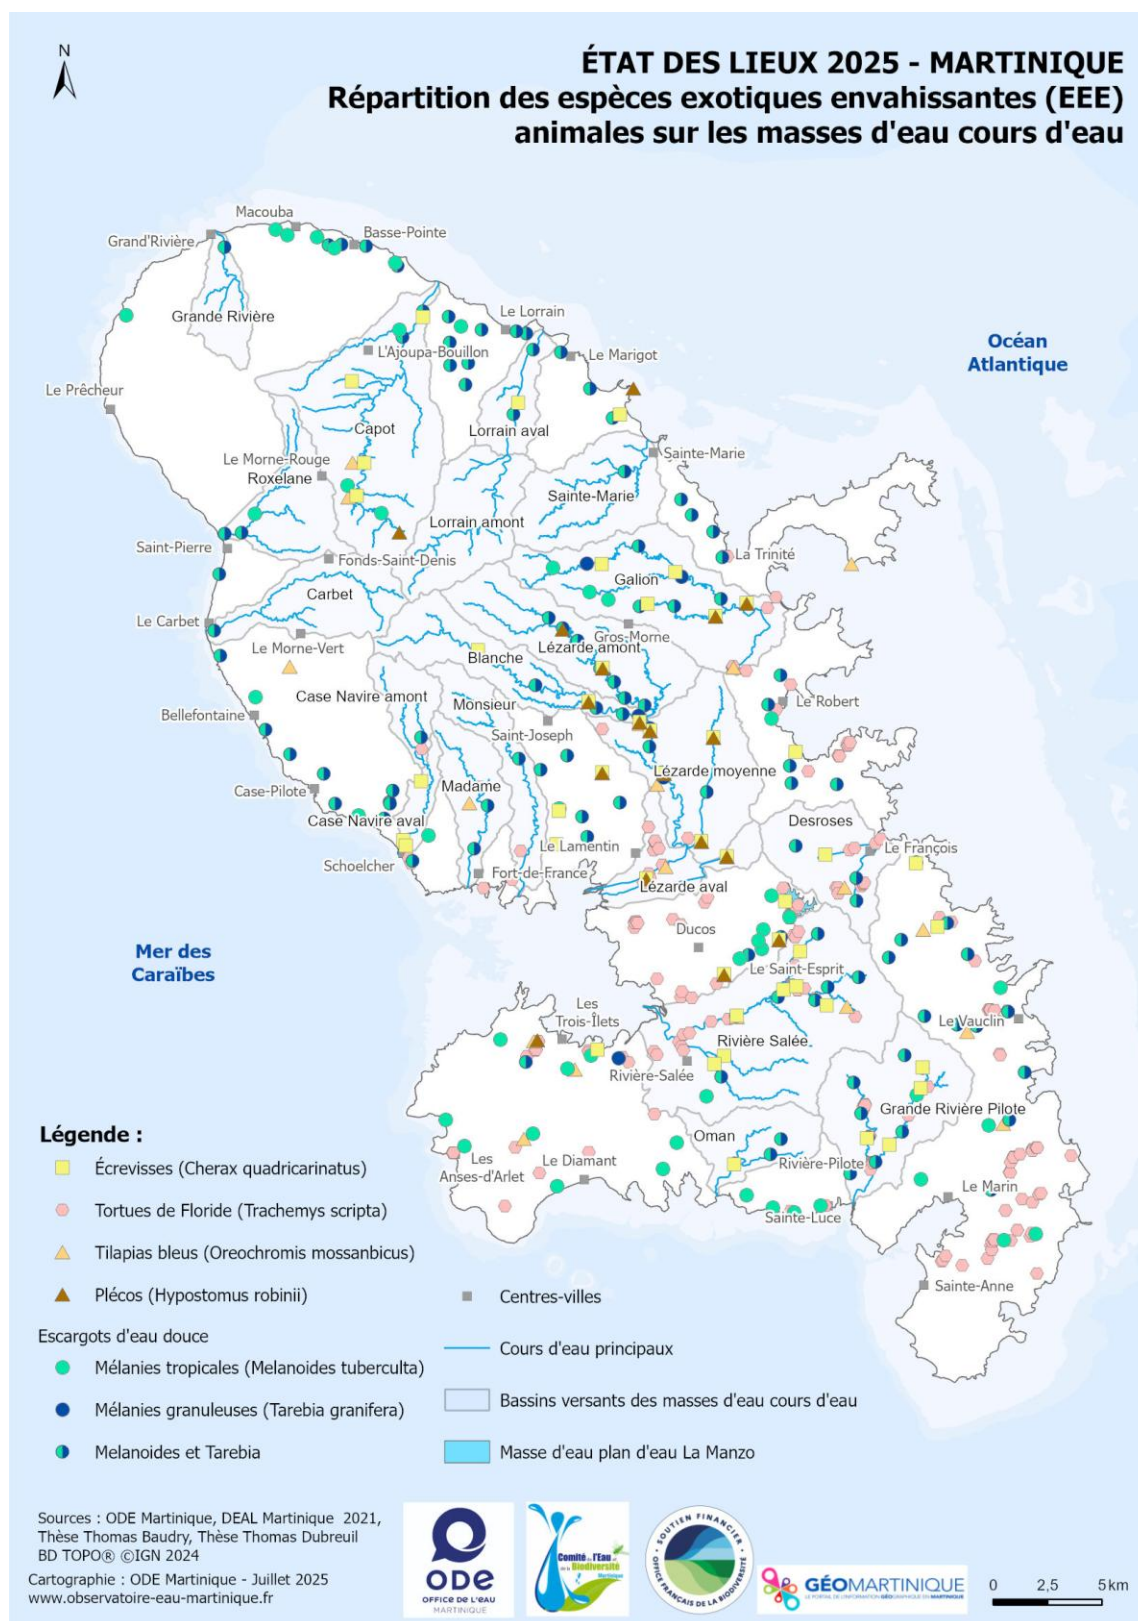 N
ÉTAT DES LIEUX 2025 - MARTINIQUE
Répartition des espèces exotiques envahissantes (EEE)
animales sur les masses d'eau cours d'eau
Macouba
Grand'Rivière
Basse-Pointe
Grande Rivière
Le Lorrain
L'Ajoupa-Bouillon
Le Marigot
Océan
Atlantique
Le Prêcheur
Capot
Lorrain aval
Le Morne-Rouge
Roxelane
Sainte-Marie
Sainte-Marie
Lorrain amont
Saint-Pierre
Fonds-Saint-Denis
La Trinité
Galion
Carbet
Le Carbet
Gros-Morne
Le Morne-Vert
Lézarde amont
Blanche
Case Navire amont
Monsieur
Le Robert
Bellefontaine
Saint-Joseph
Lézarde moyenne
Case-Pilote
Madame
Case Navire aval
Desroses
Le Lamentin
Le François
Schoelcher
Fort-de-France
Lézarde aval
Ducos
Mer des
Caraïbes
Le Saint-Esprit
Les
Trois-Îlets
Le Vauclin
Rivière Salée
Rivière-Salée
Grande Rivière Pilote
Oman
Les
Anses-d'Arlet
Le Diamant
Rivière-Pilote
Le Marin
Sainte-Luce
Sainte-Anne
Légende :
Écrevisses (Cherax quadricarinatus)
Tortues de Floride (Trachemys scripta)
Tilapias bleus (Oreochromis mossanbicus)
Plécos (Hypostomus robinii)
Escargots d'eau douce
Mélanies tropicales (Melanoides tuberculta)
Mélanies granuleuses (Tarebia granifera)
Melanoides et Tarebia
Centres-villes
Cours d'eau principaux
Bassins versants des masses d'eau cours d'eau
Masse d'eau plan d'eau La Manzo
Sources : ODE Martinique, DEAL Martinique 2021,
Thèse Thomas Baudry, Thèse Thomas Dubreuil
BD TOPO® ©IGN 2024
Cartographie : ODE Martinique - Juillet 2025
www.observatoire-eau-martinique.fr
ODE
OFFICE DE L'EAU
MARTINIQUE
Comité de l'Eau et
de la Biodiversité
Martinique
SOUTIEN FINANCIER
OFFICE FRANÇAIS DE LA BIODIVERSITÉ
GÉOMARTINIQUE
LE PORTAIL DE L'INFORMATION GÉOGRAPHIQUE EN MARTINIQUE
0 2,5 5 km